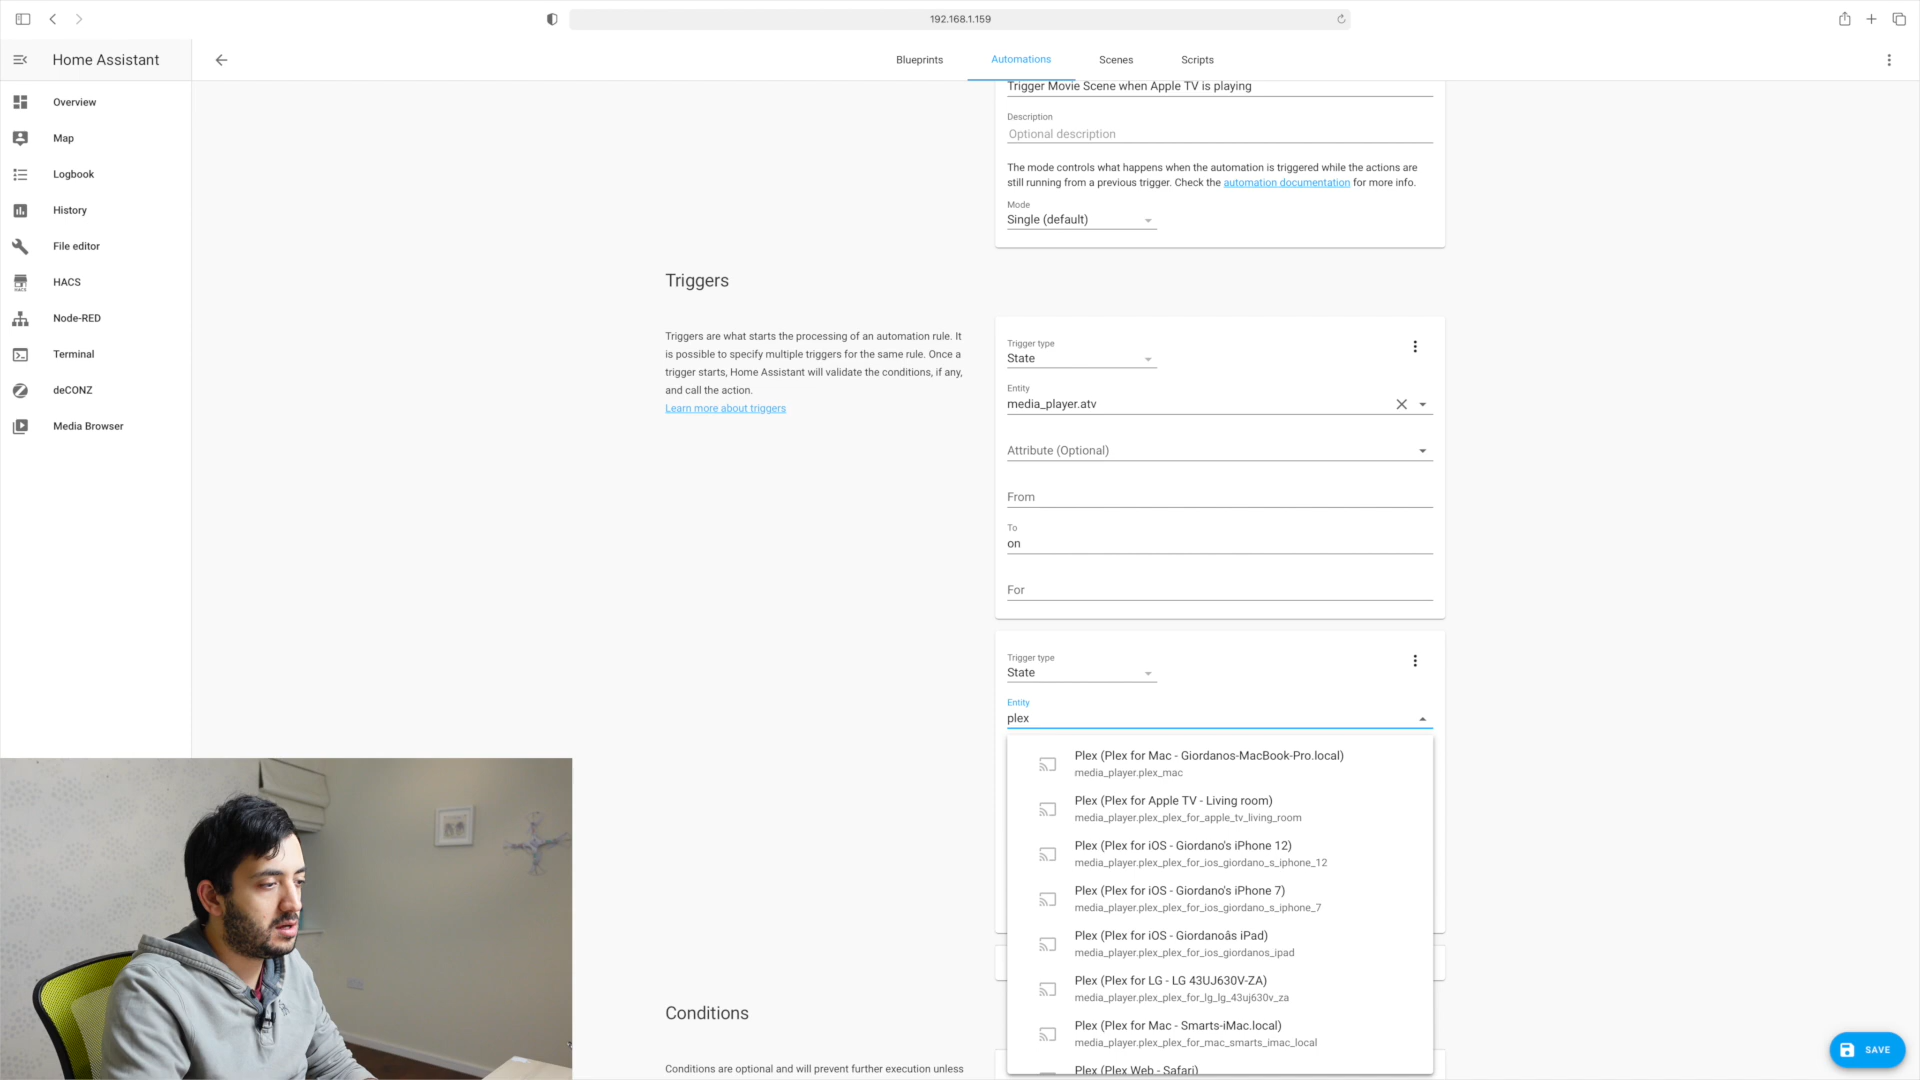 192.168.1.159
Home Assistant
Blueprints
Automations
Scenes
Scripts
Overview
Map
Logbook
History
File editor
HACS
HACS
Node-RED
Terminal
deCONZ
Media Browser
Trigger Movie Scene when Apple TV is playing
Description
Optional description
The mode controls what happens when the automation is triggered while the actions are
still running from a previous trigger. Check the automation documentation for more info.
Mode
Single (default)
Triggers
Triggers are what starts the processing of an automation rule. It
is possible to specify multiple triggers for the same rule. Once a
trigger starts, Home Assistant will validate the conditions, if any,
and call the action.
Learn more about triggers
Trigger type
State
Entity
media_player.atv
Attribute (Optional)
From
To
on
For
Trigger type
State
Entity
plex
Plex (Plex for Mac - Giordanos-MacBook-Pro.local)
media_player.plex_mac
Plex (Plex for Apple TV - Living room)
media_player.plex_plex_for_apple_tv_living_room
Plex (Plex for iOS - Giordano's iPhone 12)
media_player.plex_plex_for_ios_giordano_s_iphone_12
Plex (Plex for iOS - Giordano's iPhone 7)
media_player.plex_plex_for_ios_giordano_s_iphone_7
Plex (Plex for iOS - Giordanoâs iPad)
media_player.plex_plex_for_ios_giordanos_ipad
Plex (Plex for LG - LG 43UJ630V-ZA)
media_player.plex_plex_for_lg_lg_43uj630v_za
Plex (Plex for Mac - Smarts-iMac.local)
media_player.plex_plex_for_mac_smarts_imac_local
Plex (Plex Web - Safari)
Conditions
Conditions are optional and will prevent further execution unless
SAVE